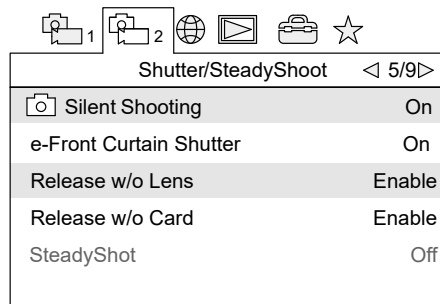 1 2
Shutter/SteadyShoot 5/9
Silent Shooting On
e-Front Curtain Shutter On
Release w/o Lens Enable
Release w/o Card Enable
SteadyShot Off